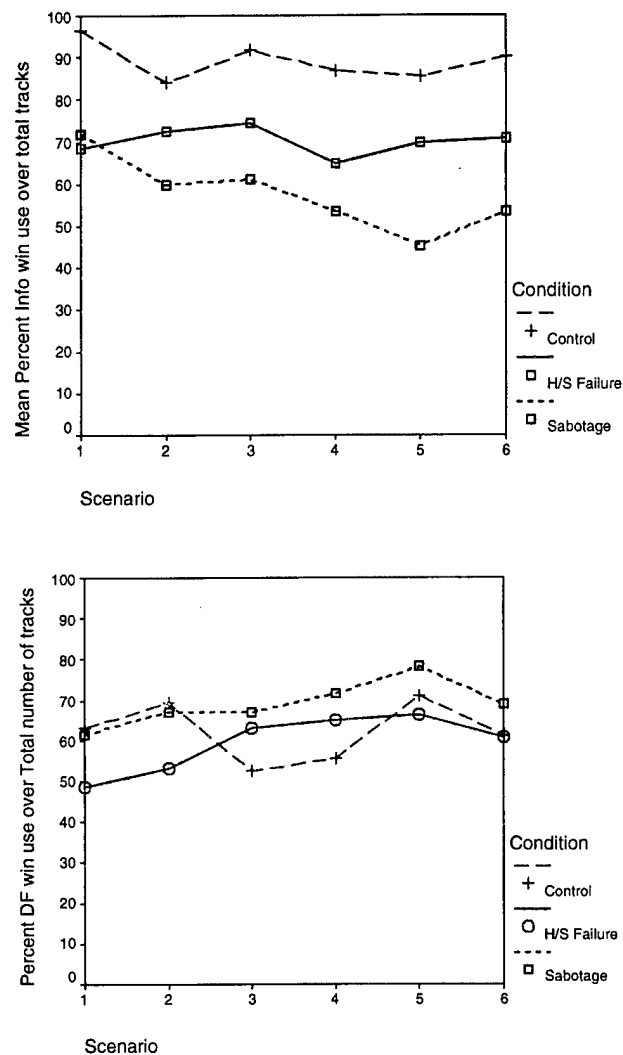 Mean Percent Info win use over total tracks
100
90
80
70
60
50
40
30
20
10
0
1 2 3 4 5 6
Scenario
Condition
Control
H/S Failure
Sabotage
Percent DF win use over Total number of tracks
100
90
80
70
60
50
40
30
20
10
0
1 2 3 4 5 6
Scenario
Condition
Control
H/S Failure
Sabotage